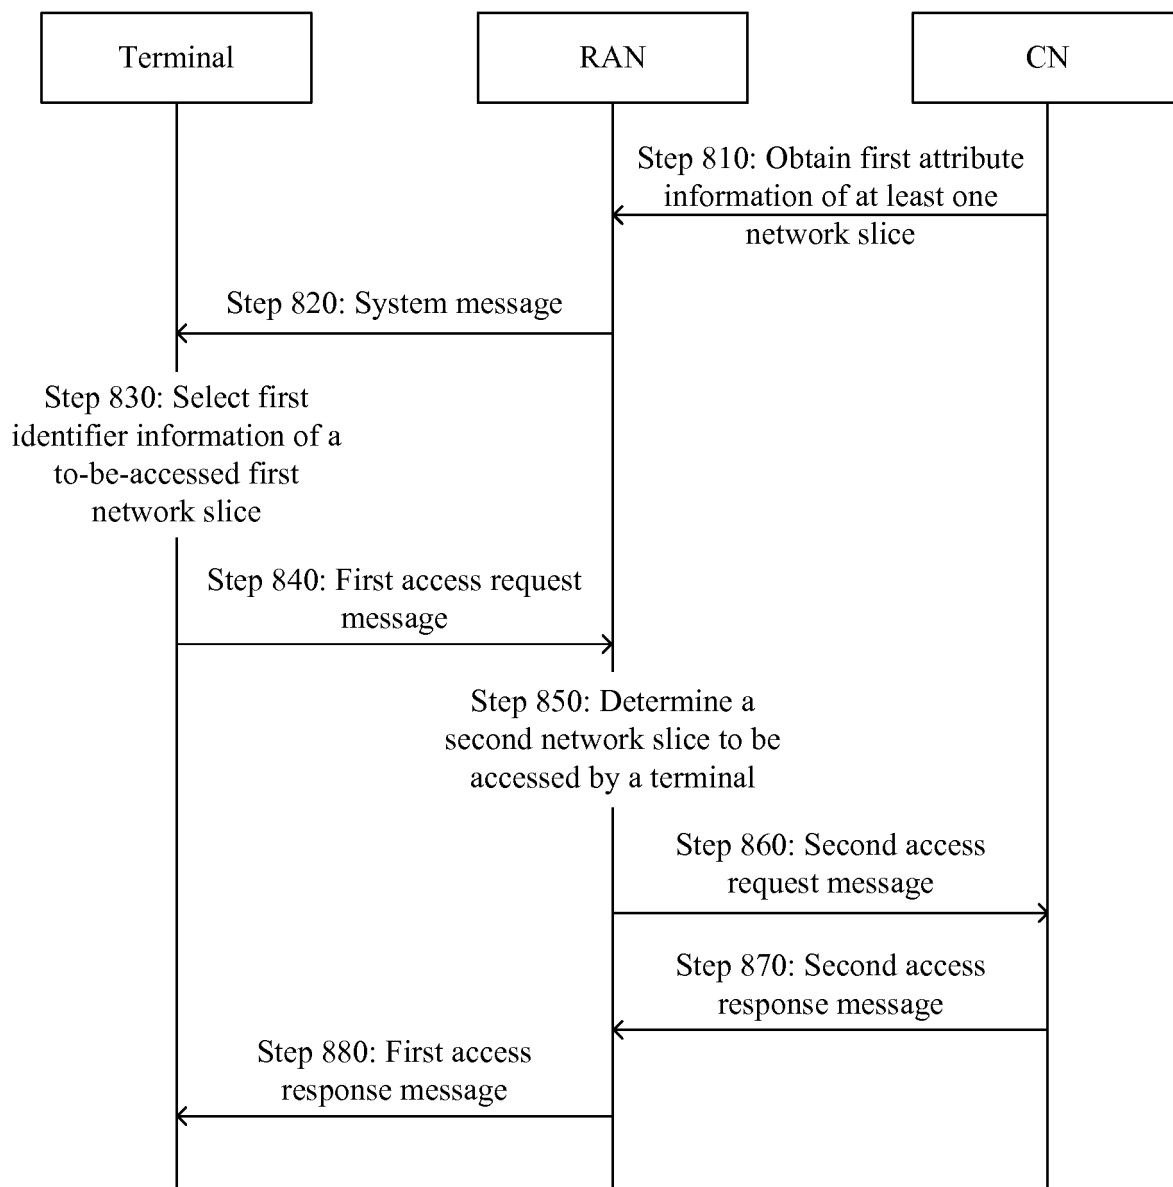 Terminal
RAN
CN
Step 810: Obtain first attribute
information of at least one
network slice
Step 820: System message
Step 830: Select first
identifier information of a
to-be-accessed first
network slice
Step 840: First access request
message
Step 850: Determine a
second network slice to be
accessed by a terminal
Step 860: Second access
request message
Step 870: Second access
response message
Step 880: First access
response message